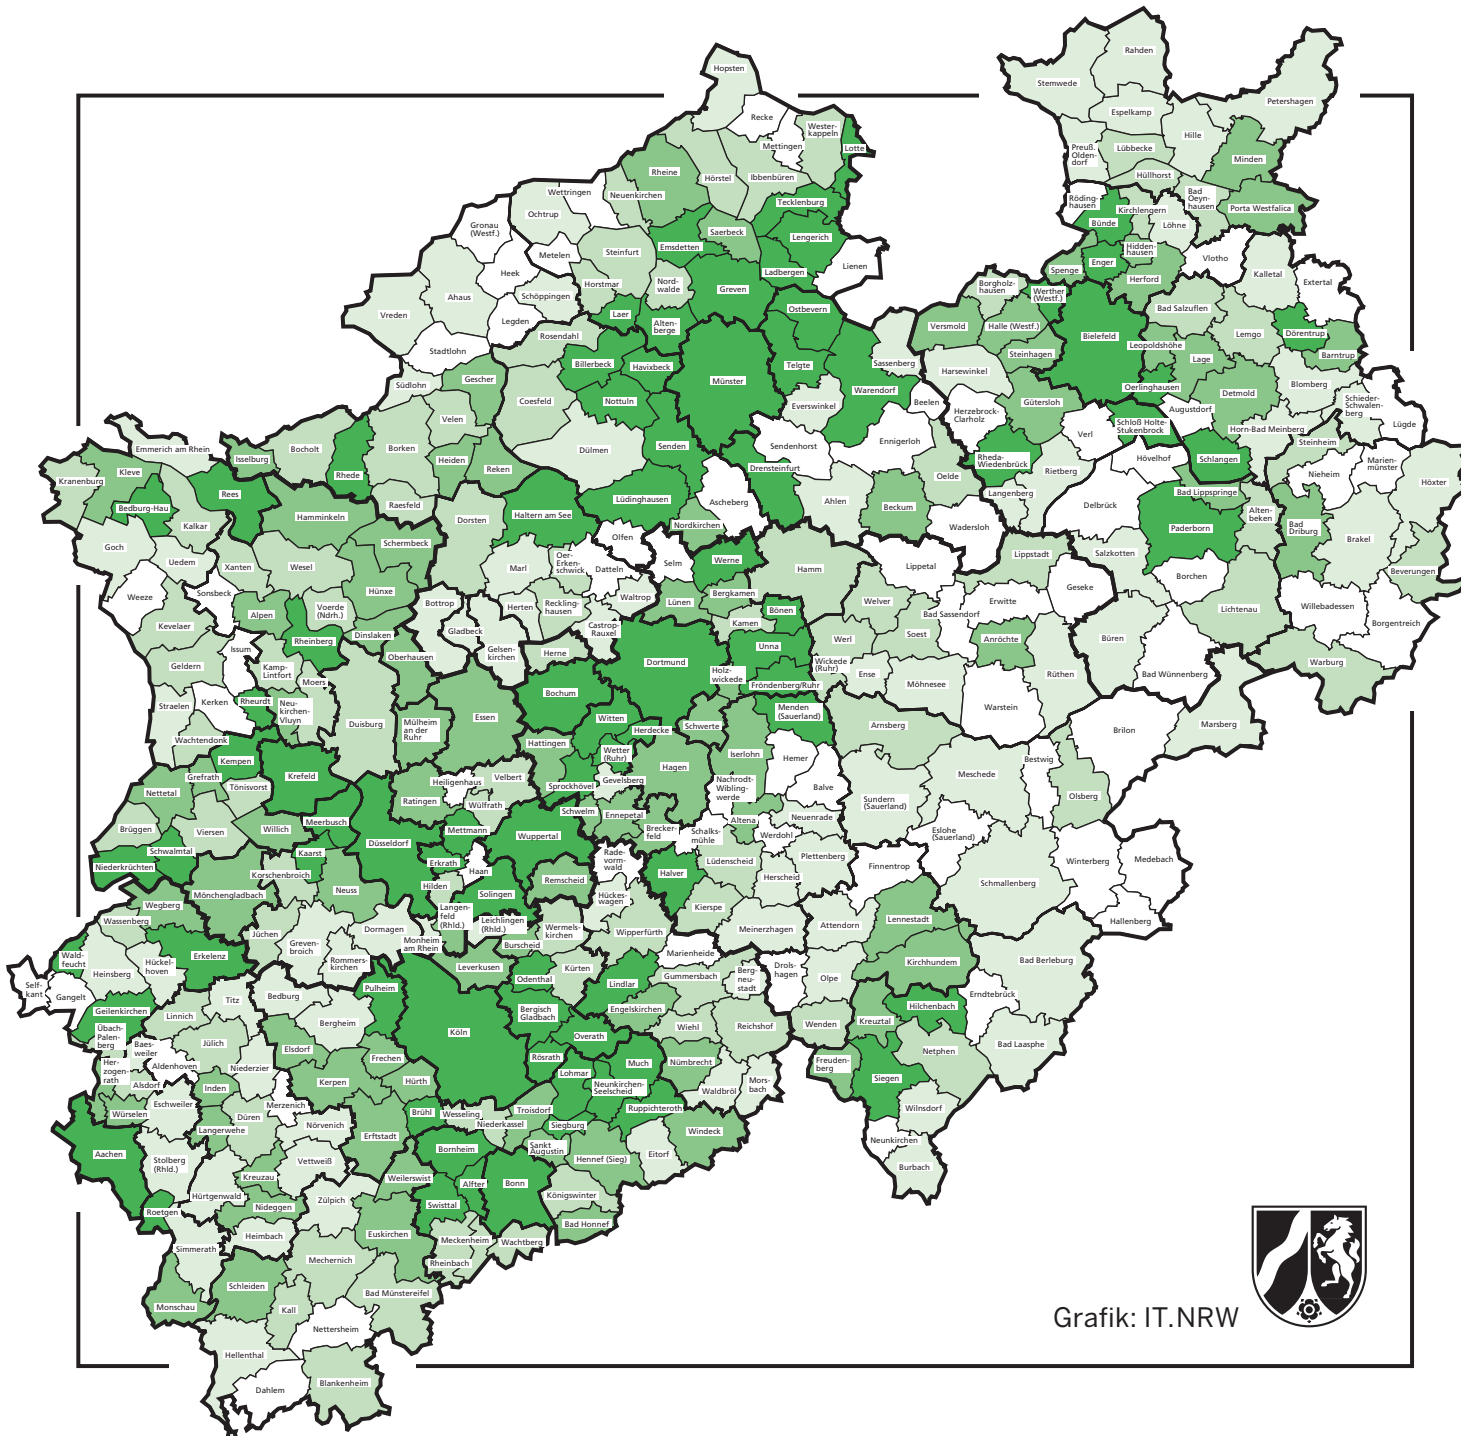 Hopsten
Rahden
Stemwede
Petershagen
Espelkamp
Recke
Wester-
kappeln
Hille
Mettingen
Lotte
Preuß.
Olden-
dorf
Lübbecke
Minden
Rheine
Hörstel
Ibbenbüren
Hüllhorst
Wettringen
Neuenkirchen
Bad
Oeyn-
hausen
Röding-
hausen
Tecklenburg
Kirchlengern
Porta Westfalica
Ochtrup
Bünde
Löhne
Gronau
(Westf.)
Saerbeck
Lengerich
Emsdetten
Hidden-
hausen
Metelen
Steinfurt
Vlotho
Lienen
Enger
Spenge
Heek
Ladbergen
Kalletal
Herford
Extertal
Horstmar
Nord-
walde
Greven
Borgholz-
hausen
Schöppingen
Werther
(Westf.)
Ahaus
Vreden
Laer
Ostbevern
Bad Salzuflen
Legden
Alten-
berge
Versmold
Halle (Westf.)
Dörentrup
Lemgo
Rosendahl
Bielefeld
Leopoldshöhe
Stadtlohn
Steinhagen
Barntrup
Lage
Billerbeck
Havixbeck
Telgte
Sassenberg
Harsewinkel
Gescher
Münster
Südlohn
Warendorf
Oerlinghausen
Blomberg
Detmold
Schieder-
Schwalen-
berg
Coesfeld
Nottuln
Everswinkel
Beelen
Gütersloh
Augustdorf
Herzebrock-
Clarholz
Velen
Lügde
Schloß Holte-
Stukenbrock
Horn-Bad Meinberg
Verl
Ennigerloh
Steinheim
Emmerich am Rhein
Bocholt
Borken
Dülmen
Senden
Sendenhorst
Isselburg
Heiden
Rheda-
Wiedenbrück
Hövelhof
Schlangen
Marien-
münster
Kleve
Reken
Drensteinfurt
Rietberg
Nieheim
Rhede
Oelde
Kranenburg
Höxter
Rees
Langenberg
Bad Lippspringe
Lüdinghausen
Ahlen
Ascheberg
Raesfeld
Beckum
Delbrück
Bedburg-Hau
Hamminkeln
Haltern am See
Paderborn
Alten-
beken
Dorsten
Nordkirchen
Kalkar
Wadersloh
Bad
Driburg
Brakel
Olfen
Goch
Schermbeck
Lippstadt
Salzkotten
Uedem
Selm
Werne
Oer-
Erken-
schwick
Xanten
Wesel
Marl
Datteln
Hamm
Lippetal
Beverungen
Borchen
Hünxe
Geseke
Weeze
Sonsbeck
Bergkamen
Waltrop
Bottrop
Herten
Reckling-
hausen
Lünen
Welver
Erwitte
Willebadessen
Voerde
(Ndrh.)
Bönen
Lichtenau
Alpen
Bad Sassendorf
Borgentreich
Kevelaer
Kamen
Castrop-
Rauxel
Gladbeck
Dinslaken
Rheinberg
Soest
Werl
Anröchte
Büren
Issum
Gelsen-
kirchen
Herne
Unna
Oberhausen
Dortmund
Wickede
(Ruhr)
Warburg
Geldern
Kamp-
Lintfort
Holz-
wickede
Ense
Rüthen
Bad Wünnenberg
Moers
Fröndenberg/Ruhr
Möhnesee
Bochum
Kerken
Rheurdt
Straelen
Neu-
kirchen-
Vluyn
Menden
(Sauerland)
Warstein
Essen
Witten
Duisburg
Mülheim
an der
Ruhr
Schwerte
Arnsberg
Marsberg
Herdecke
Brilon
Wachtendonk
Hattingen
Wetter
(Ruhr)
Iserlohn
Kempen
Hemer
Bestwig
Hagen
Krefeld
Grefrath
Velbert
Meschede
Gevelsberg
Heiligenhaus
Nachrodt-
Wiblingwerde
Balve
Tönisvorst
Nettetal
Sprockhövel
Olsberg
Ratingen
Wülfrath
Sundern
(Sauerland)
Schwelm
Ennepetal
Neuenrade
Meerbusch
Altena
Brüggen
Willich
Viersen
Mettmann
Wuppertal
Brecker-
feld
Schalks-
mühle
Werdohl
Eslohe
(Sauerland)
Düsseldorf
Schwalmtal
Kaarst
Rade-
vorm-
wald
Plettenberg
Erkrath
Lüdenscheid
Winterberg
Medebach
Niederkrüchten
Haan
Finnentrop
Korschenbroich
Halver
Herscheid
Remscheid
Neuss
Hilden
Schmallenberg
Mönchengladbach
Solingen
Hückes-
wagen
Wegberg
Langen-
feld
(Rhld.)
Kierspe
Lennestadt
Wassenberg
Leichlingen
(Rhld.)
Hallenberg
Attendorn
Dormagen
Wermels-
kirchen
Meinerzhagen
Jüchen
Wipperfürth
Greven-
broich
Monheim
am Rhein
Burscheid
Marienheide
Wald-
feucht
Erkelenz
Rommers-
kirchen
Kirchhundem
Bad Berleburg
Hückel-
hoven
Leverkusen
Kürten
Drols-
hagen
Heinsberg
Berg-
neu-
stadt
Olpe
Self-
kant
Odenthal
Gummersbach
Lindlar
Pulheim
Gangelt
Bedburg
Erndtebrück
Titz
Geilenkirchen
Engelskirchen
Hilchenbach
Linnich
Bergisch
Gladbach
Bergheim
Kreuztal
Wenden
Übach-
Palen-
berg
Wiehl
Reichshof
Köln
Overath
Baes-
weiler
Jülich
Bad Laasphe
Elsdorf
Netphen
Rösrath
Frechen
Her-
zogen-
rath
Aldenhoven
Niederzier
Much
Nümbrecht
Freuden-
berg
Lohmar
Siegen
Kerpen
Hürth
Alsdorf
Inden
Neunkirchen-
Seelscheid
Mors-
bach
Waldbröl
Eschweiler
Merzenich
Würselen
Brühl
Wesseling
Troisdorf
Ruppichteroth
Wilnsdorf
Düren
Nörvenich
Niederkassel
Siegburg
Langerwehe
Erftstadt
Windeck
Neunkirchen
Aachen
Bornheim
Sankt
Augustin
Eitorf
Stolberg
(Rhld.)
Vettweiß
Hennef (Sieg)
Burbach
Kreuzau
Weilerswist
Alfter
Bonn
Hürtgenwald
Königswinter
Zülpich
Swisttal
Nideggen
Roetgen
Bad Honnef
Heimbach
Euskirchen
Meckenheim
Wachtberg
Simmerath
Mechernich
Rheinbach
Schleiden
Bad Münstereifel
Monschau
Kall
Nettersheim
Hellenthal
Blankenheim
Dahlem
Grafik: IT.NRW